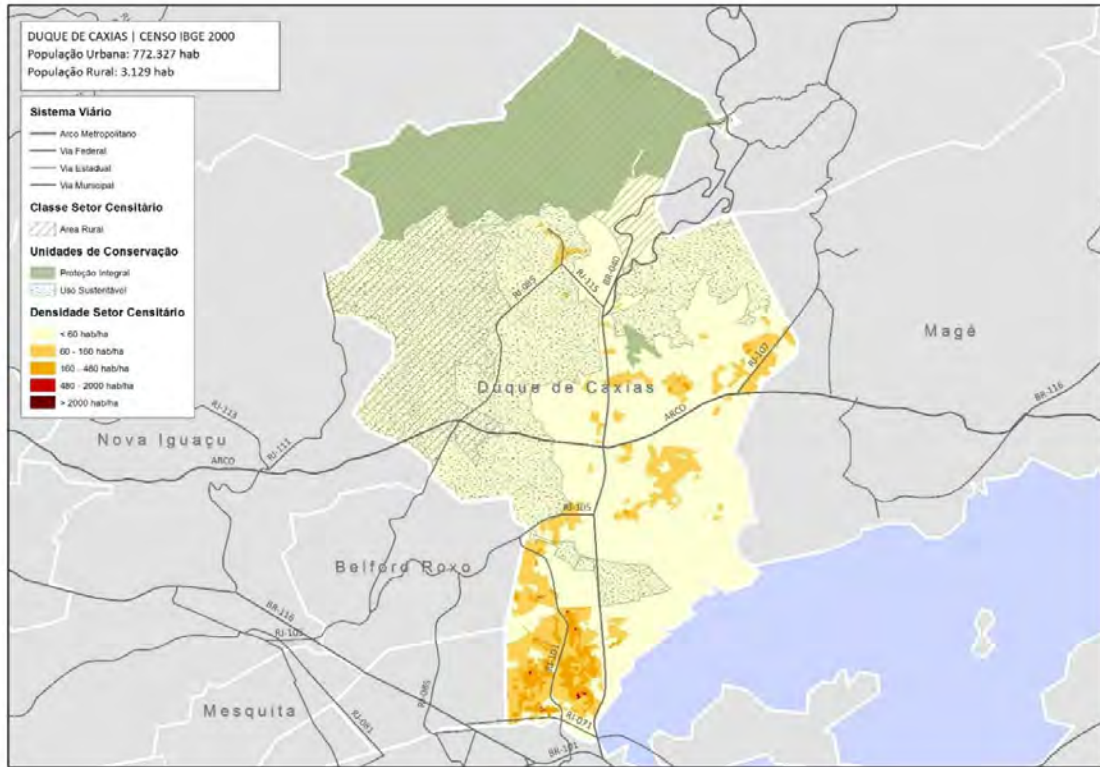 DUQUE DE CAXIAS | CENSO IBGE 2000
População Urbana: 772.327 hab
População Rural: 3.129 hab
Sistema Viário
Arco Metropolitano
Via Federal
Via Estadual
Via Municipal
Classe Setor Censitário
Area Rural
Unidades de Conservação
Proteção Integral
Uso Sustentável
Densidade Setor Censitário
< 60 hab/ha
60 - 160 hab/ha
160 - 480 hab/ha
480 - 2000 hab/ha
> 2000 hab/ha
BR-040
RJ-115
RJ-085
Magé
RJ-107
Duque de Caxias
BR-116
ARCO
RJ-113
Nova Iguaçu
RJ-111
ARCO
RJ-105
Belford Roxo
BR-116
RJ-105
RJ-101
RJ-085
Mesquita
RJ-081
RJ-071
BR-101